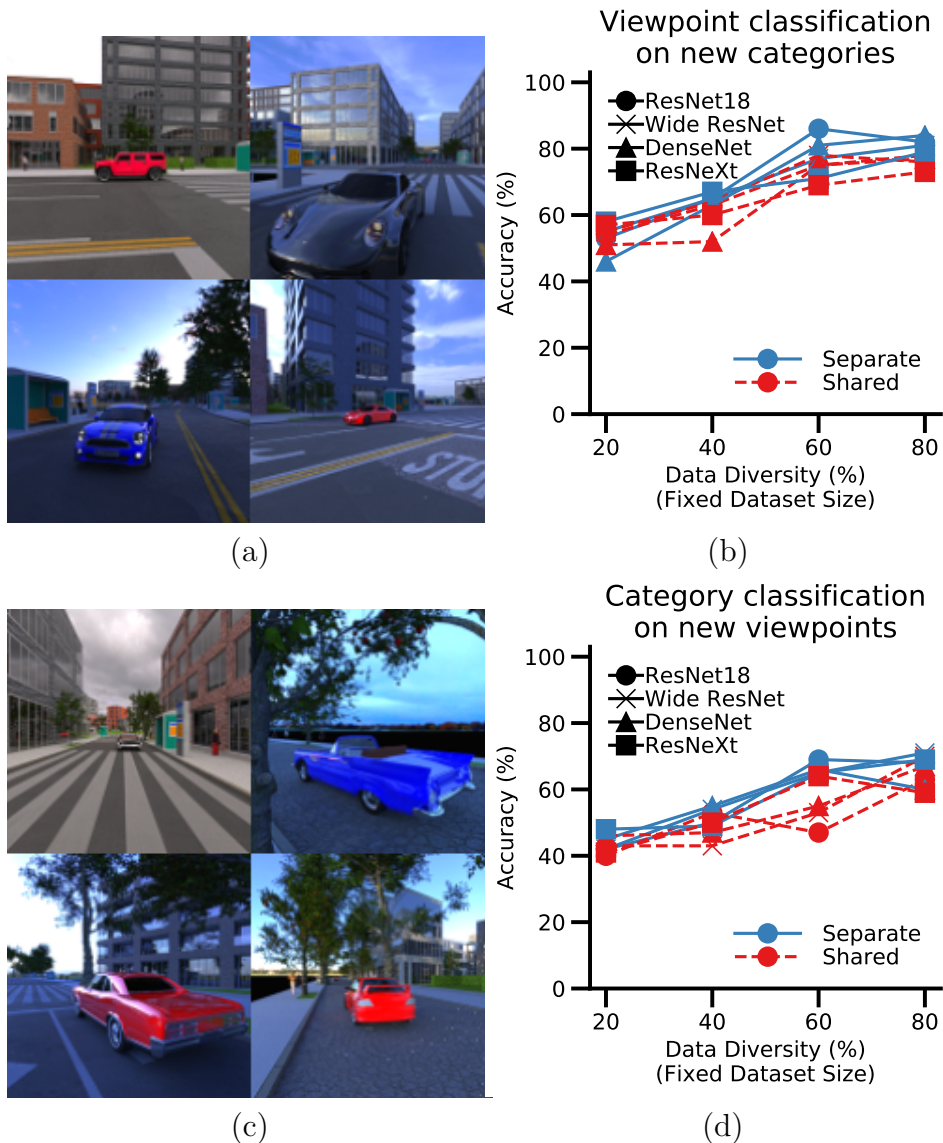 Viewpoint classification
on new categories
100
80
60
40
20
0
Accuracy (%)
ResNet18
Wide ResNet
DenseNet
ResNeXt
Separate
Shared
20 40 60 80
Data Diversity (%)
(Fixed Dataset Size)
STO
(a)
(b)
Category classification
on new viewpoints
100
80
60
40
20
0
Accuracy (%)
ResNet18
Wide ResNet
DenseNet
ResNeXt
Separate
Shared
20 40 60 80
Data Diversity (%)
(Fixed Dataset Size)
(c)
(d)